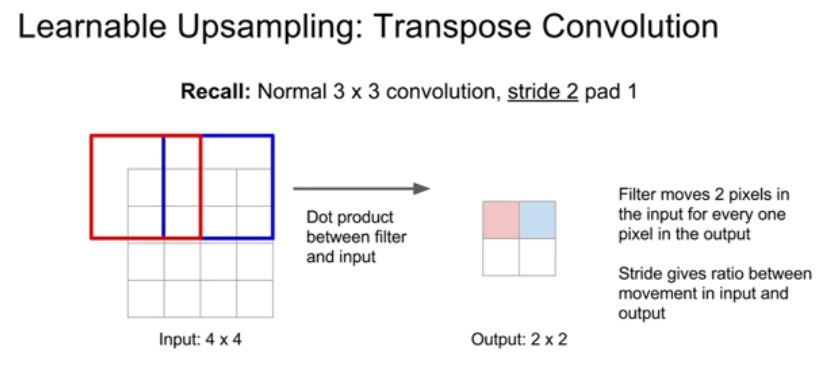 Learnable Upsampling: Transpose Convolution
Recall: Normal 3 x 3 convolution, stride 2 pad 1
Dot product
between filter
and input
Filter moves 2 pixels in
the input for every one
pixel in the output
Stride gives ratio between
movement in input and
output
Input: 4 x 4
Output: 2 x 2